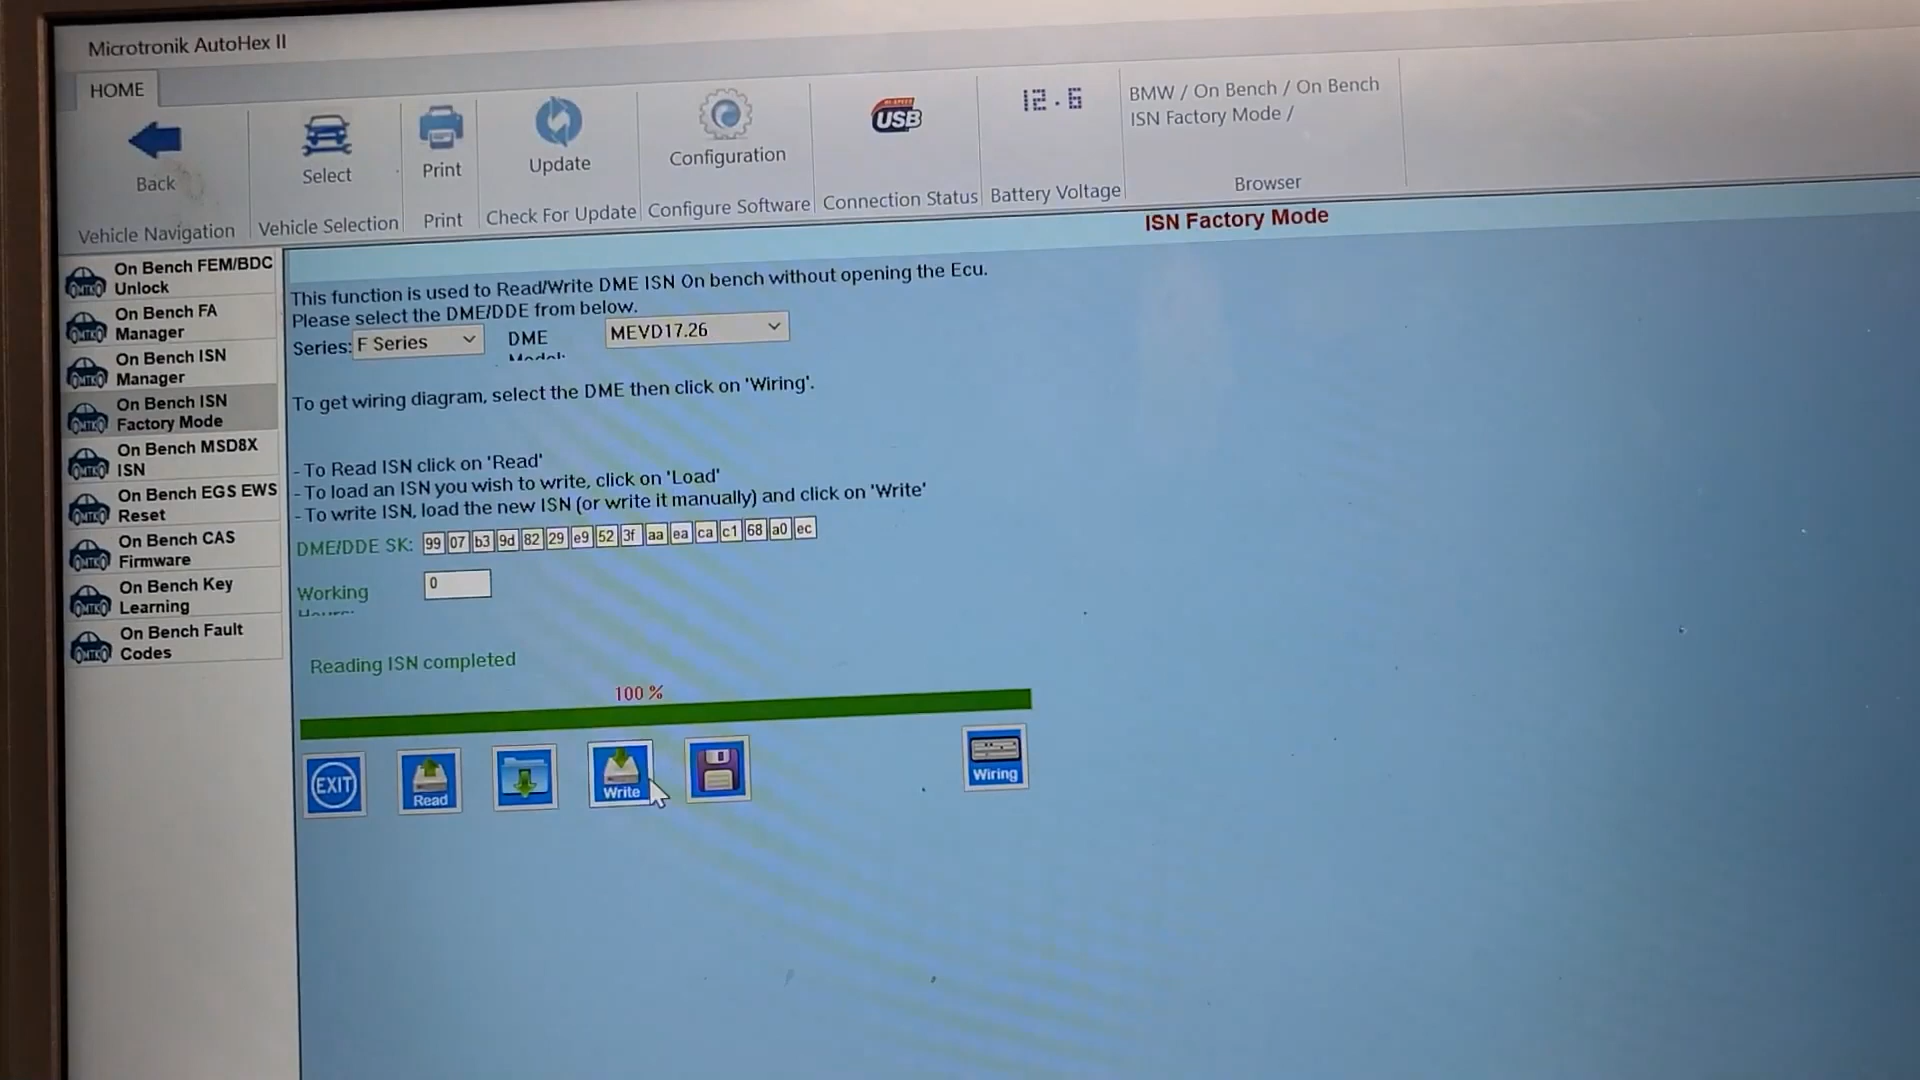 Microtronik AutoHex II
HOME
Back
Vehicle Navigation
Select
Vehicle Selection
Print
Print
Update
Check For Update
Configuration
Configure Software
HI-SPEED
USB
Connection Status
12.6
Battery Voltage
BMW / On Bench / On Bench
ISN Factory Mode /
Browser
ISN Factory Mode
On Bench FEM/BDC
Unlock
On Bench FA
Manager
On Bench ISN
Manager
On Bench ISN
Factory Mode
On Bench MSD8X
ISN
On Bench EGS EWS
Reset
On Bench CAS
Firmware
On Bench Key
Learning
On Bench Fault
Codes
This function is used to Read/Write DME ISN On bench without opening the Ecu.
Please select the DME/DDE from below.
Series: F Series DME MEVD17.26
Model:
To get wiring diagram, select the DME then click on 'Wiring'.
- To Read ISN click on 'Read'
- To load an ISN you wish to write, click on 'Load'
- To write ISN, load the new ISN (or write it manually) and click on 'Write'
DME/DDE SK: 99 07 b3 9d 82 29 e9 52 3f aa ea ca c1 68 a0 ec
Working 0
Hours:
Reading ISN completed
100 %
EXIT
Read
Write
Wiring